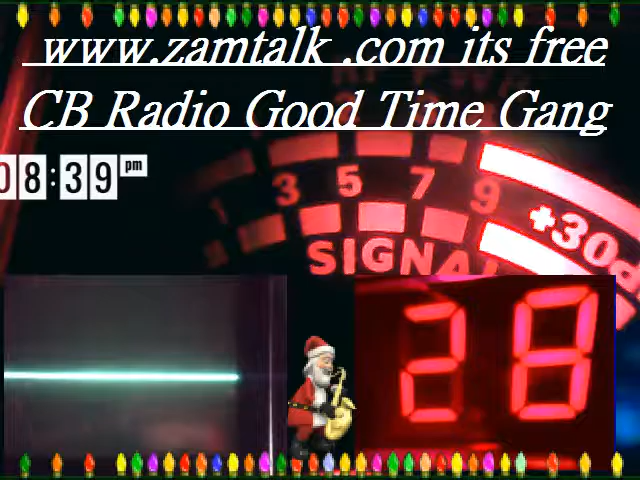 www.zamtalk .com its free
CB Radio Good Time Gang
08:39 pm
1 3 5 7 9 +30d
SIGNAL
28